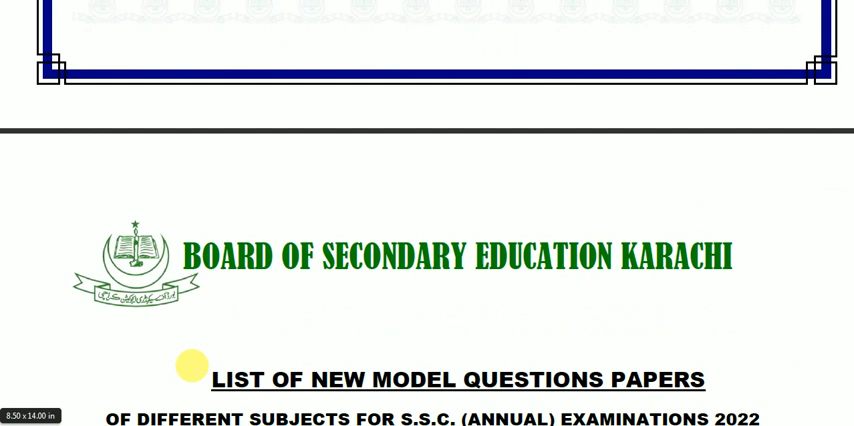 BOARD OF SECONDARY EDUCATION KARACHI
LIST OF NEW MODEL QUESTIONS PAPERS
OF DIFFERENT SUBJECTS FOR S.S.C. (ANNUAL) EXAMINATIONS 2022
8.50 x 14.00 in